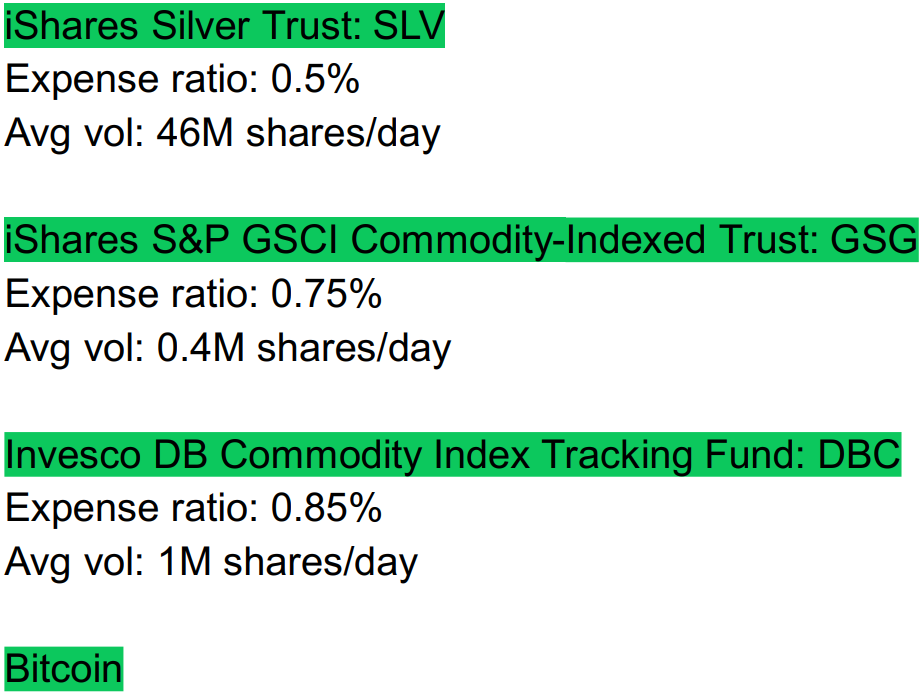 iShares Silver Trust: SLV
Expense ratio: 0.5%
Avg vol: 46M shares/day
iShares S&P GSCI Commodity-Indexed Trust: GSG
Expense ratio: 0.75%
Avg vol: 0.4M shares/day
Invesco DB Commodity Index Tracking Fund: DBC
Expense ratio: 0.85%
Avg vol: 1M shares/day
Bitcoin